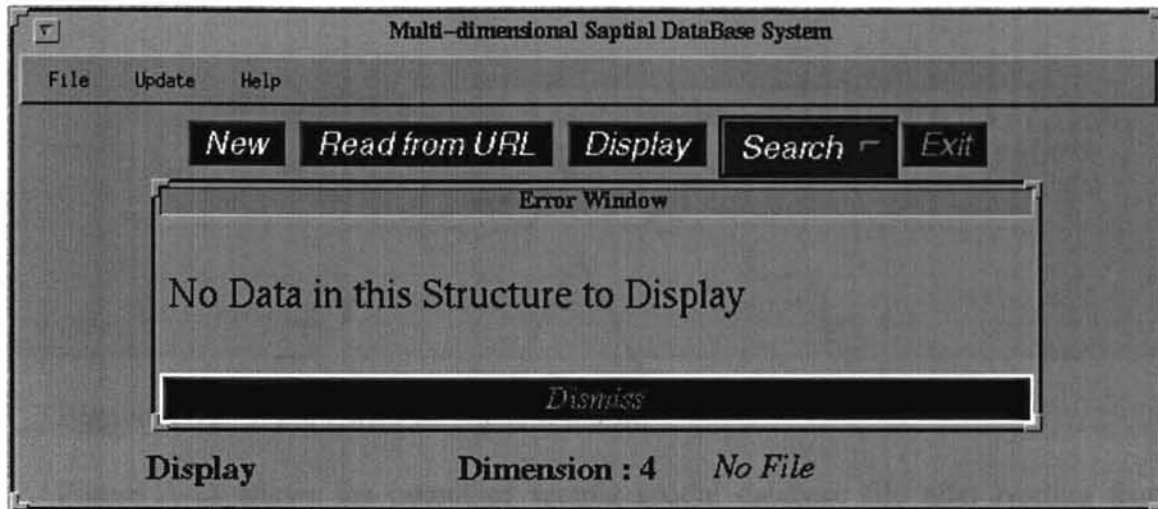 Multi-dimensional Saptial DataBase System
File Update Help
New Read from URL Display Search Exit
Error Window
No Data in this Structure to Display
Dismiss
Display Dimension : 4 No File